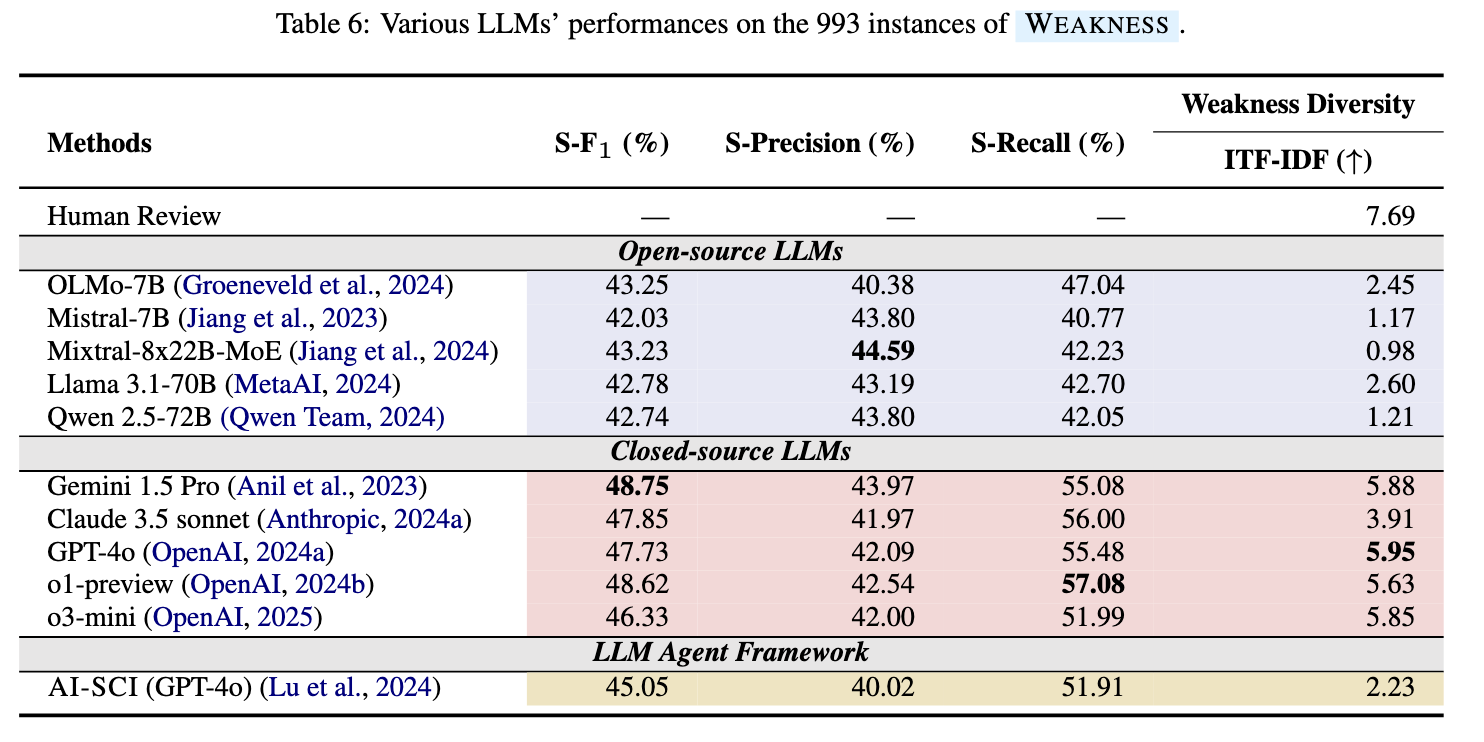 Table 6: Various LLMs' performances on the 993 instances of WEAKNESS.
Methods S-F1 (%) S-Precision (%) S-Recall (%) Weakness Diversity
ITF-IDF (↑)
Human Review — — — 7.69
Open-source LLMs
OLMo-7B (Groeneveld et al., 2024) 43.25 40.38 47.04 2.45
Mistral-7B (Jiang et al., 2023) 42.03 43.80 40.77 1.17
Mixtral-8x22B-MoE (Jiang et al., 2024) 43.23 44.59 42.23 0.98
Llama 3.1-70B (MetaAI, 2024) 42.78 43.19 42.70 2.60
Qwen 2.5-72B (Qwen Team, 2024) 42.74 43.80 42.05 1.21
Closed-source LLMs
Gemini 1.5 Pro (Anil et al., 2023) 48.75 43.97 55.08 5.88
Claude 3.5 sonnet (Anthropic, 2024a) 47.85 41.97 56.00 3.91
GPT-4o (OpenAI, 2024a) 47.73 42.09 55.48 5.95
o1-preview (OpenAI, 2024b) 48.62 42.54 57.08 5.63
o3-mini (OpenAI, 2025) 46.33 42.00 51.99 5.85
LLM Agent Framework
AI-SCI (GPT-4o) (Lu et al., 2024) 45.05 40.02 51.91 2.23